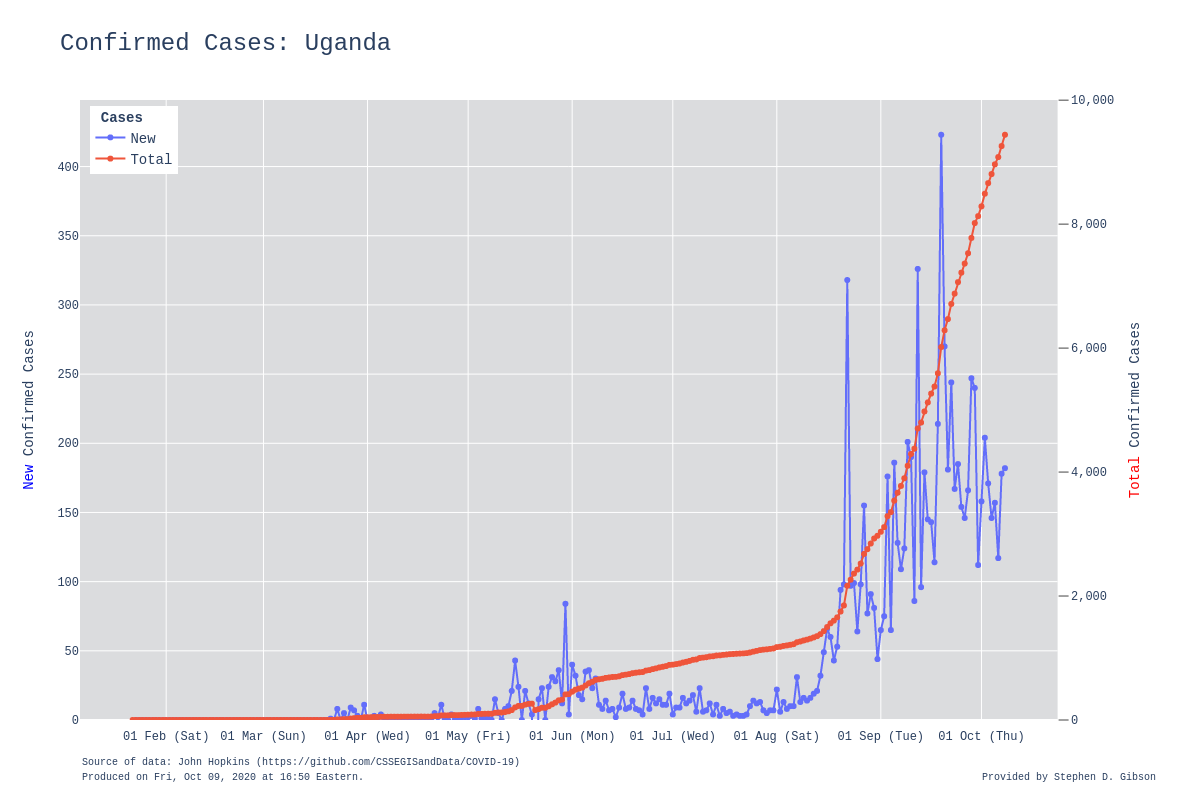 Confirmed Cases: Uganda
Cases
New
Total
10,000
8,000
6,000
4,000
2,000
0
400
350
300
250
200
150
100
50
0
New Confirmed Cases
Total Confirmed Cases
01 Feb (Sat) 01 Mar (Sun) 01 Apr (Wed) 01 May (Fri) 01 Jun (Mon) 01 Jul (Wed) 01 Aug (Sat) 01 Sep (Tue) 01 Oct (Thu)
Source of data: John Hopkins (https://github.com/CSSEGISandData/COVID-19)
Produced on Fri, Oct 09, 2020 at 16:50 Eastern.
Provided by Stephen D. Gibson